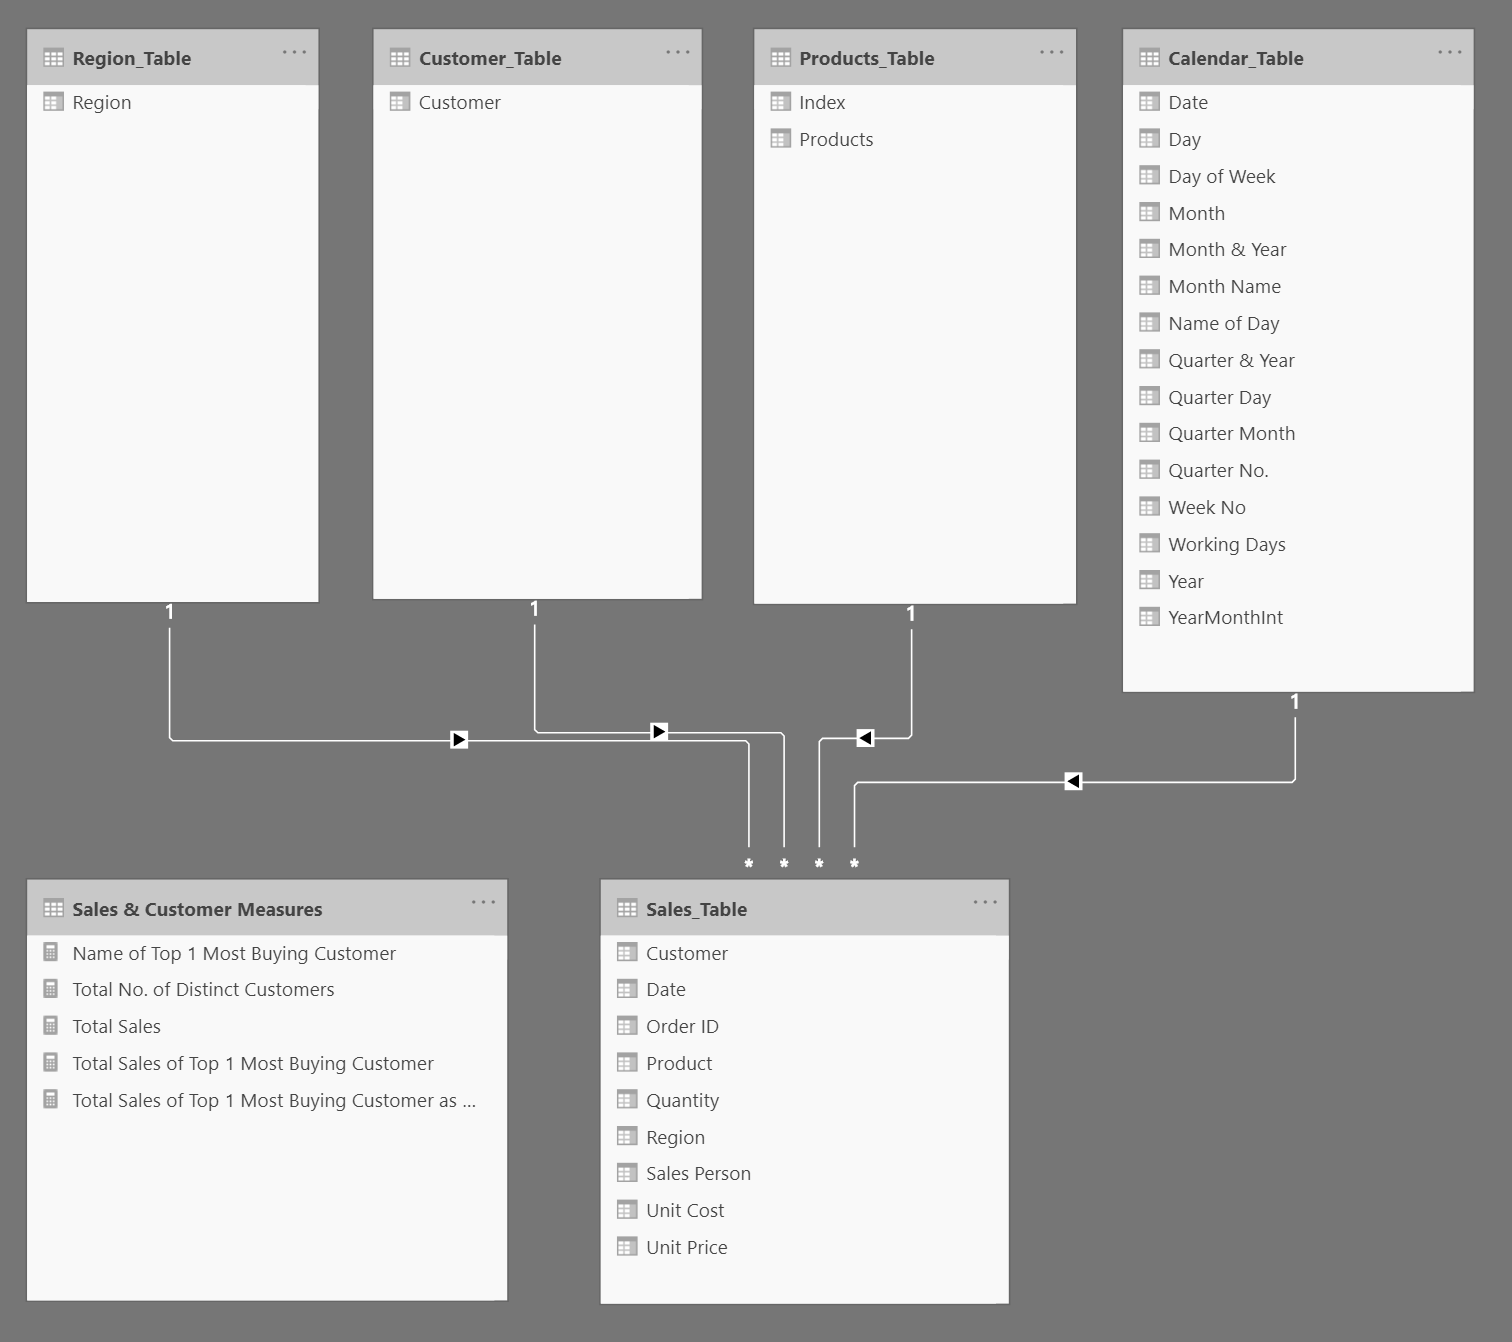 Region_Table
Region
Customer_Table
Customer
Products_Table
Index
Products
Calendar_Table
Date
Day
Day of Week
Month
Month & Year
Month Name
Name of Day
Quarter & Year
Quarter Day
Quarter Month
Quarter No.
Week No
Working Days
Year
YearMonthInt
1
1
1
1
*
*
*
*
Sales & Customer Measures
Name of Top 1 Most Buying Customer
Total No. of Distinct Customers
Total Sales
Total Sales of Top 1 Most Buying Customer
Total Sales of Top 1 Most Buying Customer as ...
Sales_Table
Customer
Date
Order ID
Product
Quantity
Region
Sales Person
Unit Cost
Unit Price